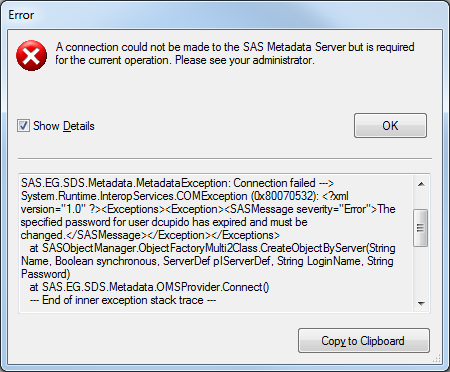 Error
A connection could not be made to the SAS Metadata Server but is required
for the current operation. Please see your administrator.
Show Details
OK
SAS.EG.SDS.Metadata.MetadataException: Connection failed --->
System.Runtime.InteropServices.COMException (0x80070532): <?xml
version="1.0" ?><Exceptions><Exception><SASMessage severity="Error">The
specified password for user dcupido has expired and must be
changed.</SASMessage></Exception></Exceptions>
at SASObjectManager.ObjectFactoryMulti2Class.CreateObjectByServer(String
Name, Boolean synchronous, ServerDef pIServerDef, String LoginName, String
Password)
at SAS.EG.SDS.Metadata.OMSProvider.Connect()
--- End of inner exception stack trace ---
Copy to Clipboard